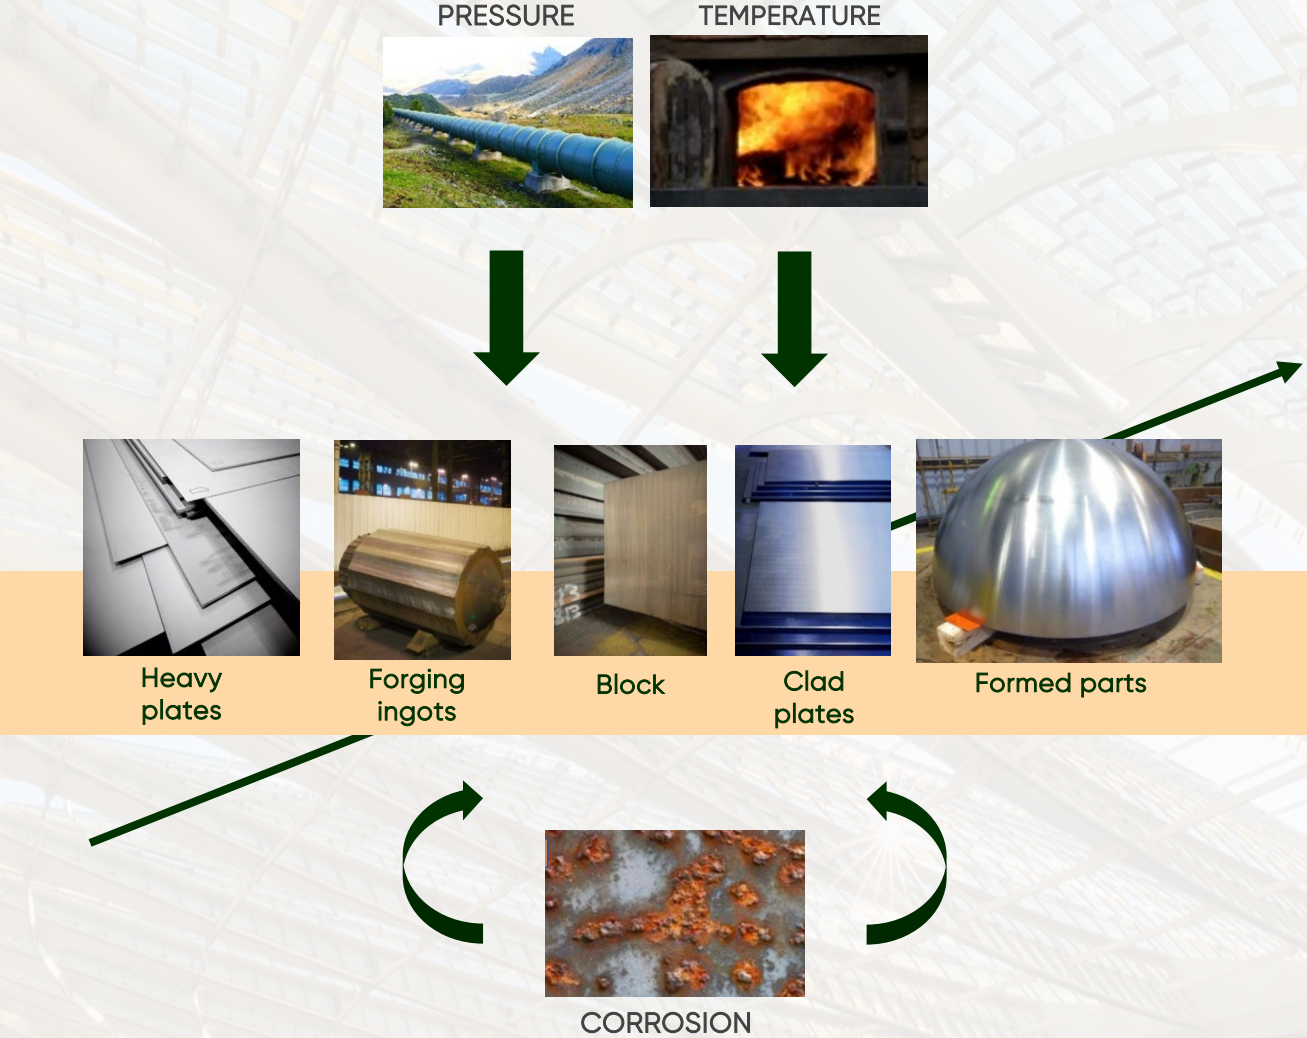 PRESSURE
TEMPERATURE
Heavy
plates
Forging
ingots
Block
Clad
plates
Formed parts
CORROSION